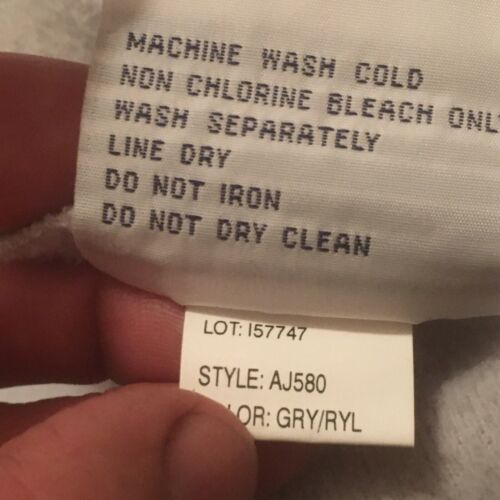 MACHINE WASH COLD
NON CHLORINE BLEACH ONL
WASH SEPARATELY
LINE DRY
DO NOT IRON
DO NOT DRY CLEAN
LOT: I57747
STYLE: AJ580
LOR: GRY/RYL